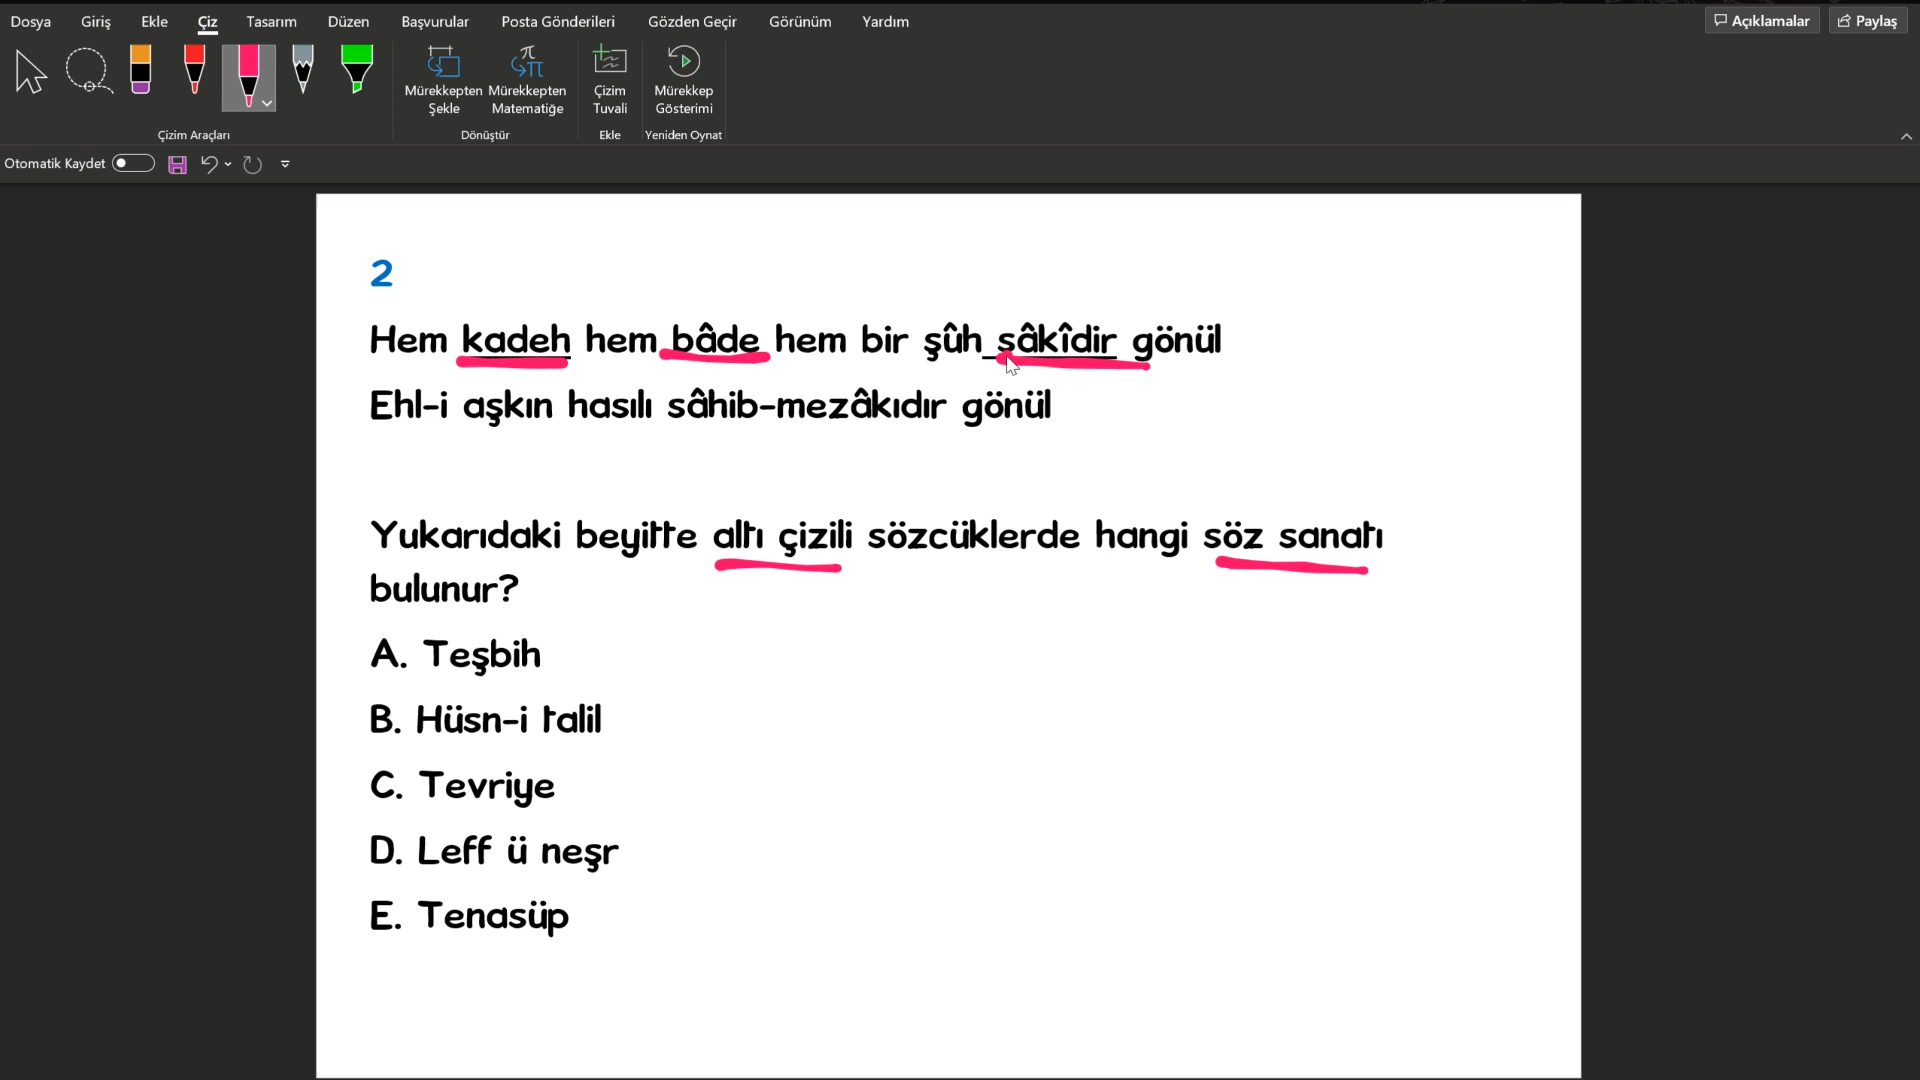 Dosya Giriş Ekle Çiz Tasarım Düzen Başvurular Posta Gönderileri Gözden Geçir Görünüm Yardım Açıklamalar Paylaş
Mürekkepten Şekle Mürekkepten Matematiğe Çizim Tuvali Mürekkep Gösterimi
Çizim Araçları Dönüştür Ekle Yeniden Oynat
Otomatik Kaydet
2
Hem kadeh hem bâde hem bir şûh sâkîdir gönül
Ehl-i aşkın hasılı sâhib-mezâkıdır gönül
Yukarıdaki beyitte altı çizili sözcüklerde hangi söz sanatı
bulunur?
A. Teşbih
B. Hüsn-i talil
C. Tevriye
D. Leff ü neşr
E. Tenasüp